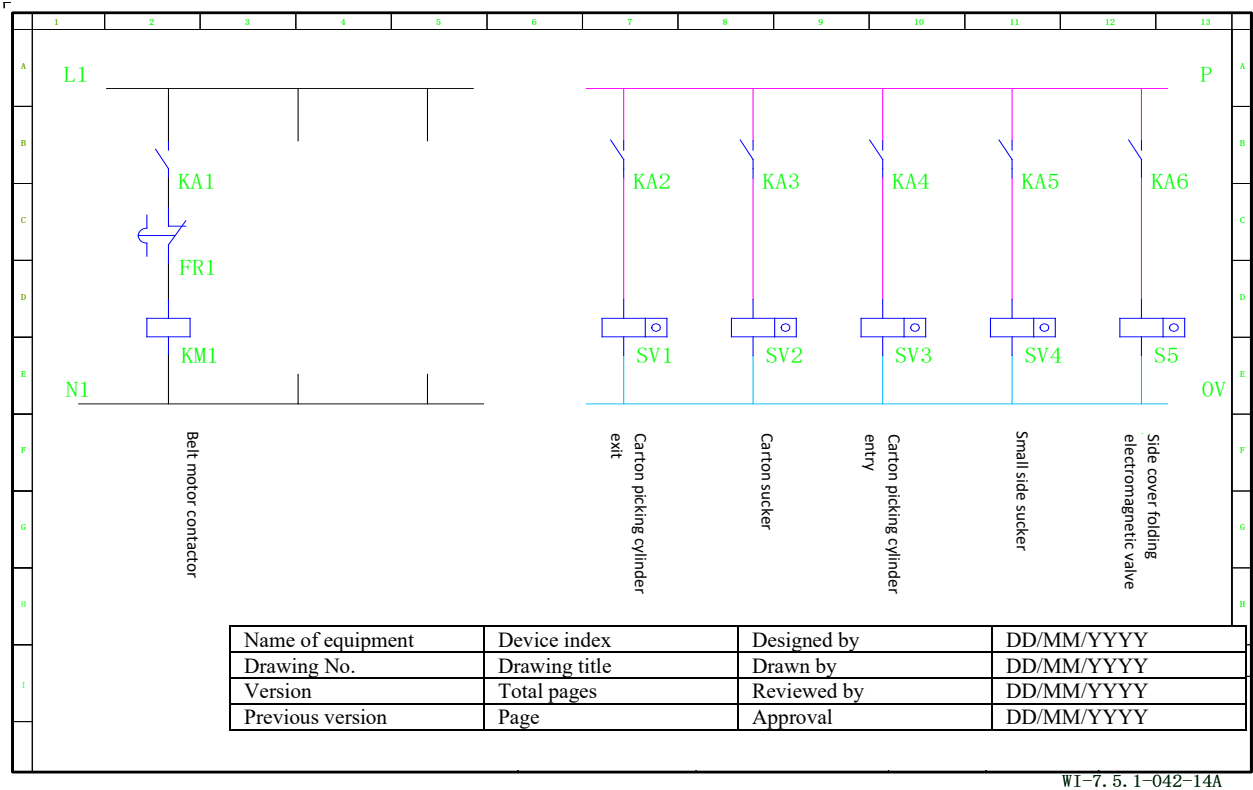 1 2 3 4 5 6 7 8 9 10 11 12 13
A A
L1 P
B B
KA1 KA2 KA3 KA4 KA5 KA6
C C
FR1
D D
KM1 SV1 SV2 SV3 SV4 S5
E E
N1 OV
F F
Belt motor contactor
Carton picking cylinder
exit
Carton sucker
Carton picking cylinder
entry
Small side sucker
Side cover folding
electromagnetic valve
G G
H H
Name of equipment Device index Designed by DD/MM/YYYY
Drawing No. Drawing title Drawn by DD/MM/YYYY
I
Version Total pages Reviewed by DD/MM/YYYY
Previous version Page Approval DD/MM/YYYY
WI-7.5.1-042-14A